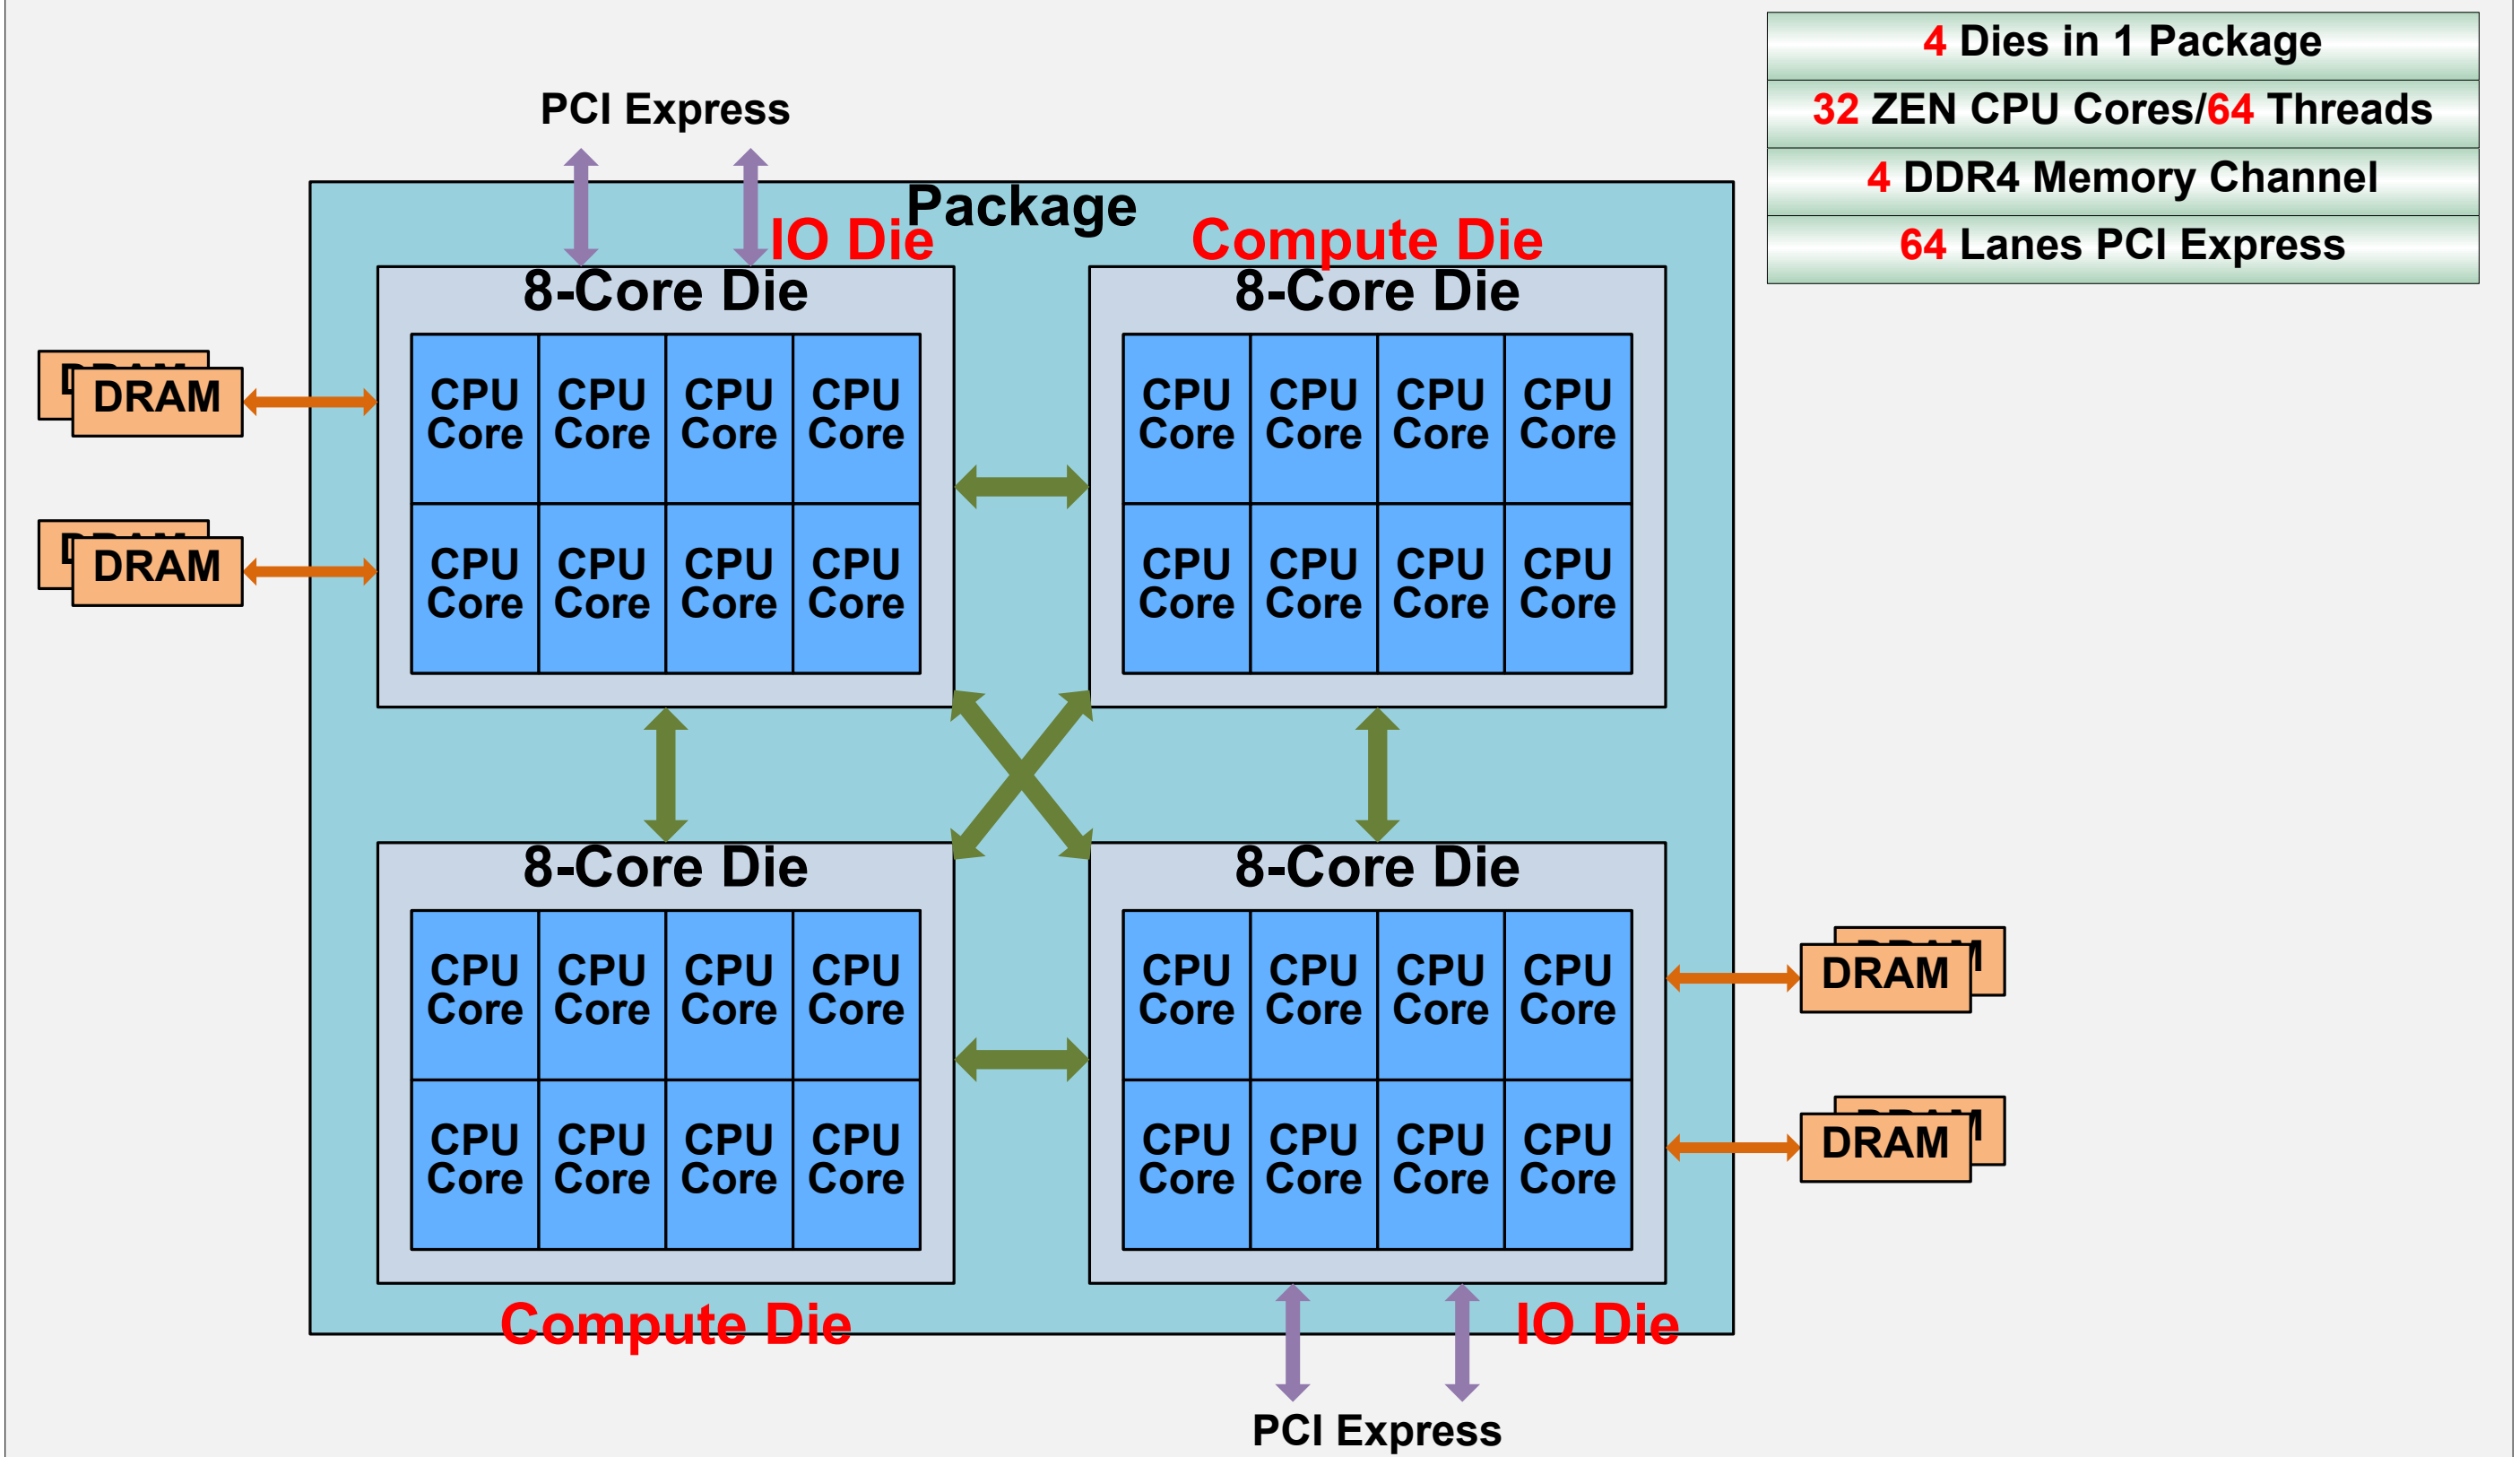 4 Dies in 1 Package
32 ZEN CPU Cores/64 Threads
4 DDR4 Memory Channel
64 Lanes PCI Express
PCI Express
Package
IO Die
Compute Die
8-Core Die
8-Core Die
CPU Core CPU Core CPU Core CPU Core
CPU Core CPU Core CPU Core CPU Core
CPU Core CPU Core CPU Core CPU Core
CPU Core CPU Core CPU Core CPU Core
DRAM
DRAM
DRAM
DRAM
8-Core Die
8-Core Die
CPU Core CPU Core CPU Core CPU Core
CPU Core CPU Core CPU Core CPU Core
CPU Core CPU Core CPU Core CPU Core
CPU Core CPU Core CPU Core CPU Core
DRAM
DRAM
DRAM
DRAM
Compute Die
IO Die
PCI Express